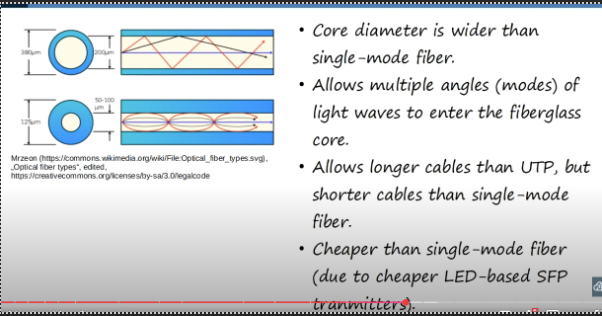 380µm
200µm
50-100
µm
125µm
Mrzeon (https://commons.wikimedia.org/wiki/File:Optical_fiber_types.svg),
„Optical fiber types", edited,
https://creativecommons.org/licenses/by-sa/3.0/legalcode
• Core diameter is wider than
single-mode fiber.
• Allows multiple angles (modes) of
light waves to enter the fiberglass
core.
• Allows longer cables than UTP, but
shorter cables than single-mode
fiber.
• Cheaper than single-mode fiber
(due to cheaper LED-based SFP
tranmitters).